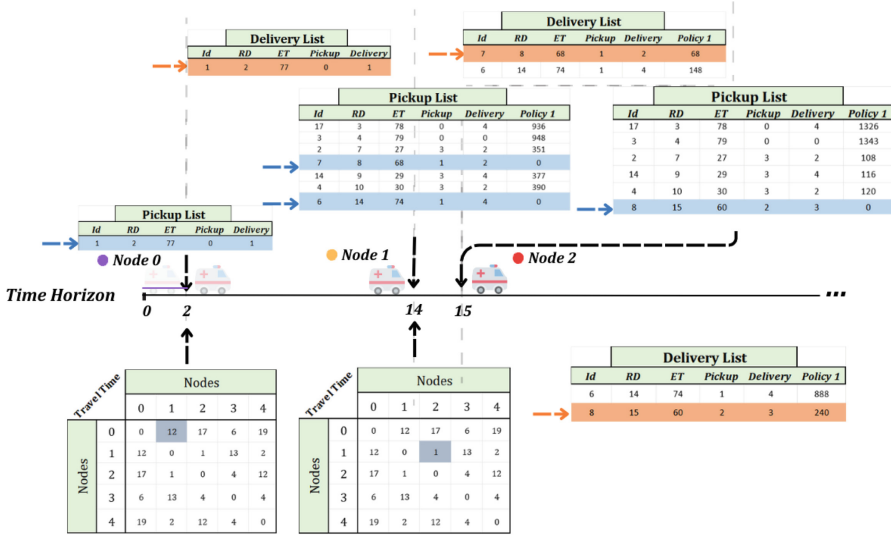 Delivery List
Id RD ET Pickup Delivery
1 2 77 0 1
Delivery List
Id RD ET Pickup Delivery Policy 1
7 8 68 1 2 68
6 14 74 1 4 148
Pickup List
Id RD ET Pickup Delivery Policy 1
17 3 78 0 4 936
3 4 79 0 0 948
2 7 27 3 2 351
7 8 68 1 2 0
14 9 29 3 4 377
4 10 30 3 2 390
6 14 74 1 4 0
Pickup List
Id RD ET Pickup Delivery Policy 1
17 3 78 0 4 1326
3 4 79 0 0 1343
2 7 27 3 2 108
14 9 29 3 4 116
4 10 30 3 2 120
8 15 60 2 3 0
Pickup List
Id RD ET Pickup Delivery
1 2 77 0 1
Node 0
Node 1
Node 2
Time Horizon
...
0 2 14 15
Travel Time
Nodes
0 1 2 3 4
Nodes
0 0 12 17 6 19
1 12 0 1 13 2
2 17 1 0 4 12
3 6 13 4 0 4
4 19 2 12 4 0
Travel Time
Nodes
0 1 2 3 4
Nodes
0 0 12 17 6 19
1 12 0 1 13 2
2 17 1 0 4 12
3 6 13 4 0 4
4 19 2 12 4 0
Delivery List
Id RD ET Pickup Delivery Policy 1
6 14 74 1 4 888
8 15 60 2 3 240